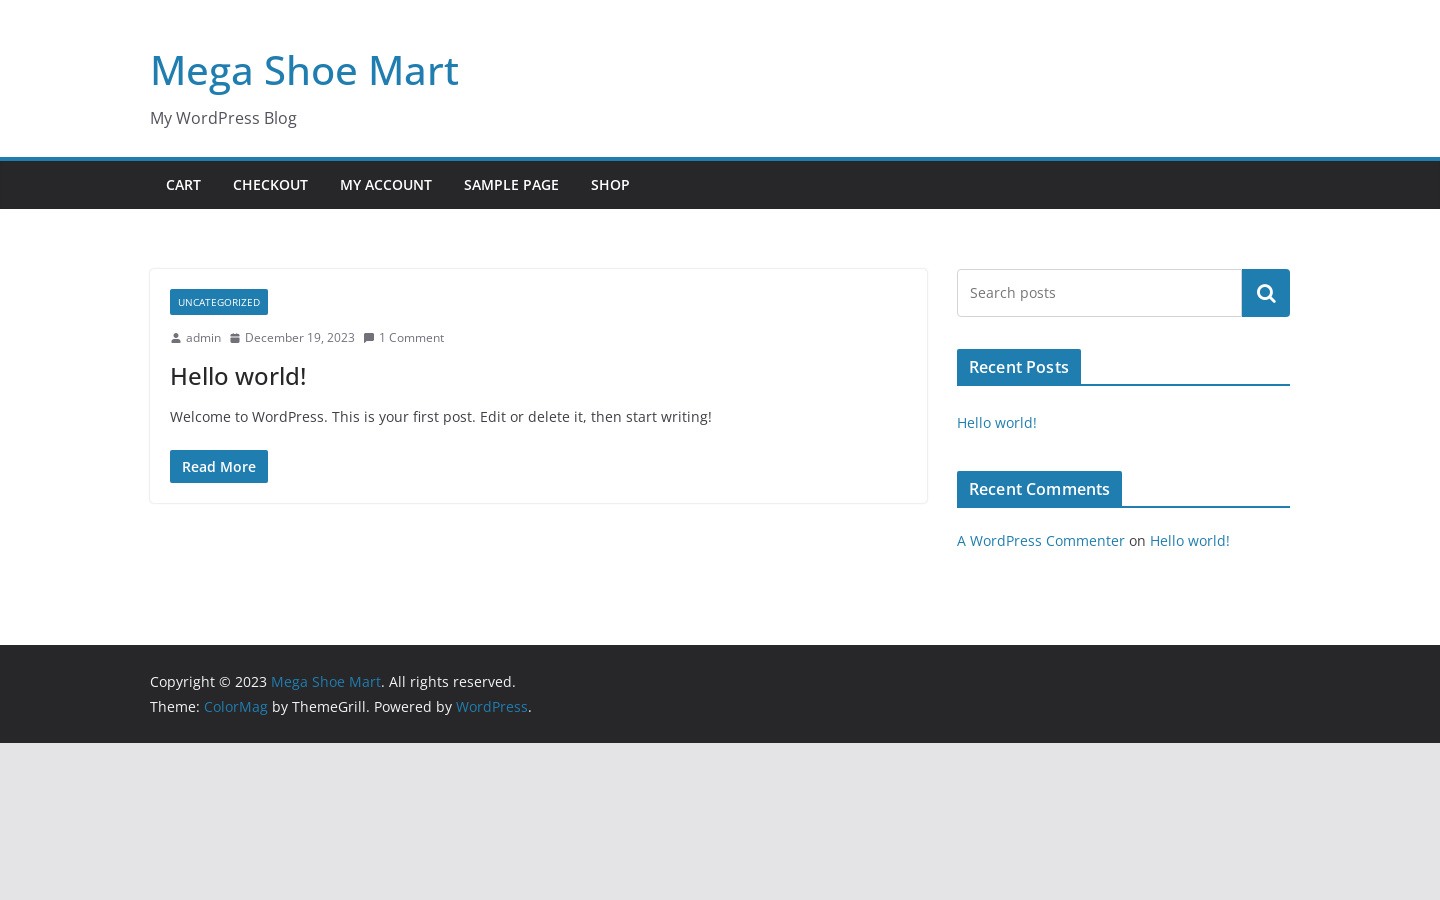 Mega Shoe Mart
My WordPress Blog
CART CHECKOUT MY ACCOUNT SAMPLE PAGE SHOP
UNCATEGORIZED
admin December 19, 2023 1 Comment
Hello world!
Welcome to WordPress. This is your first post. Edit or delete it, then start writing!
Read More
Search posts
Recent Posts
Hello world!
Recent Comments
A WordPress Commenter on Hello world!
Copyright © 2023 Mega Shoe Mart. All rights reserved.
Theme: ColorMag by ThemeGrill. Powered by WordPress.